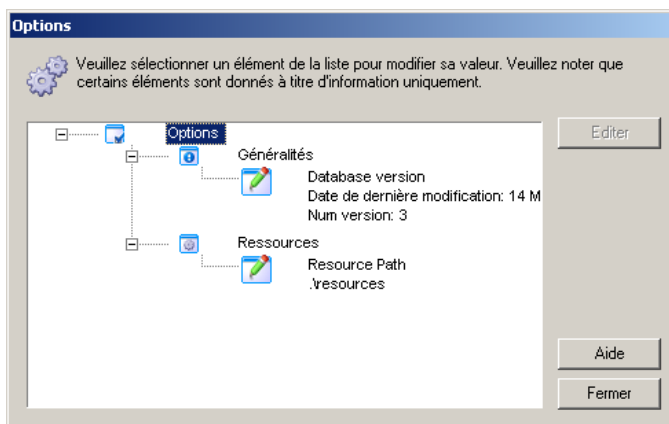 Options
Veuillez sélectionner un élément de la liste pour modifier sa valeur. Veuillez noter que
certains éléments sont donnés à titre d'information uniquement.
Options
Editer
Généralités
Database version
Date de dernière modification: 14 M
Num version: 3
Ressources
Resource Path
.\resources
Aide
Fermer